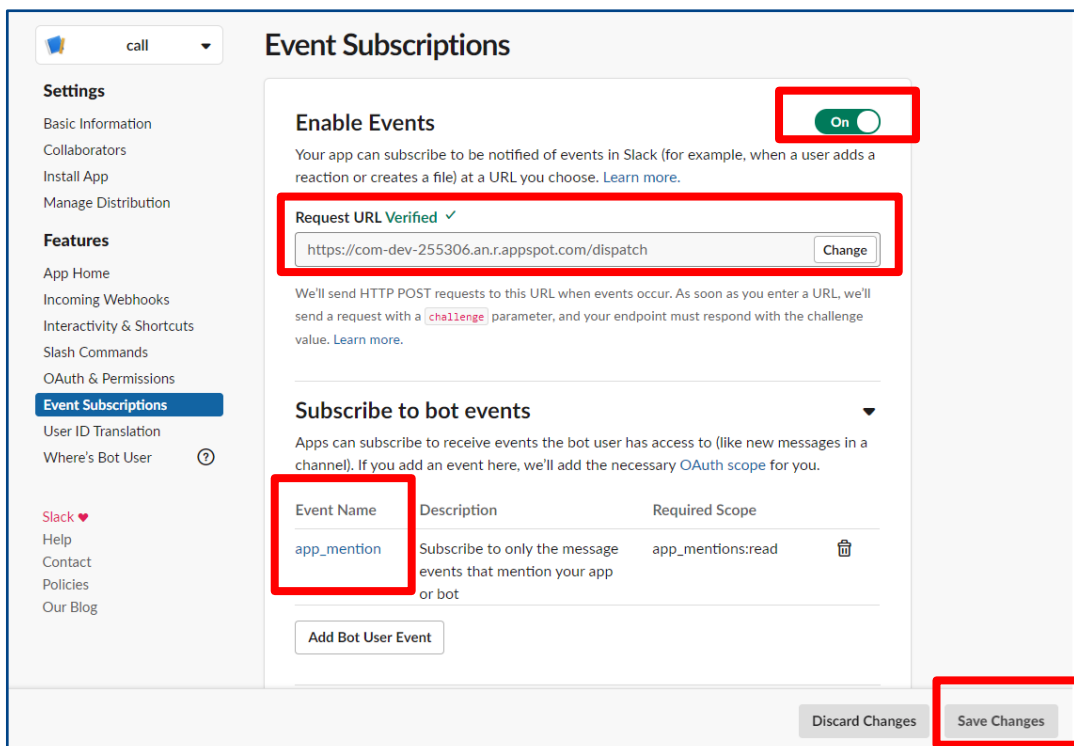 call
Settings
Basic Information
Collaborators
Install App
Manage Distribution
Features
App Home
Incoming Webhooks
Interactivity & Shortcuts
Slash Commands
OAuth & Permissions
Event Subscriptions
User ID Translation
Where's Bot User ?
Slack ♥
Help
Contact
Policies
Our Blog
Event Subscriptions
Enable Events
On
Your app can subscribe to be notified of events in Slack (for example, when a user adds a
reaction or creates a file) at a URL you choose. Learn more.
Request URL Verified ✓
https://com-dev-255306.an.r.appspot.com/dispatch
Change
We'll send HTTP POST requests to this URL when events occur. As soon as you enter a URL, we'll
send a request with a challenge parameter, and your endpoint must respond with the challenge
value. Learn more.
Subscribe to bot events
Apps can subscribe to receive events the bot user has access to (like new messages in a
channel). If you add an event here, we'll add the necessary OAuth scope for you.
Event Name Description Required Scope
app_mention Subscribe to only the message app_mentions:read
events that mention your app
or bot
Add Bot User Event
Discard Changes Save Changes